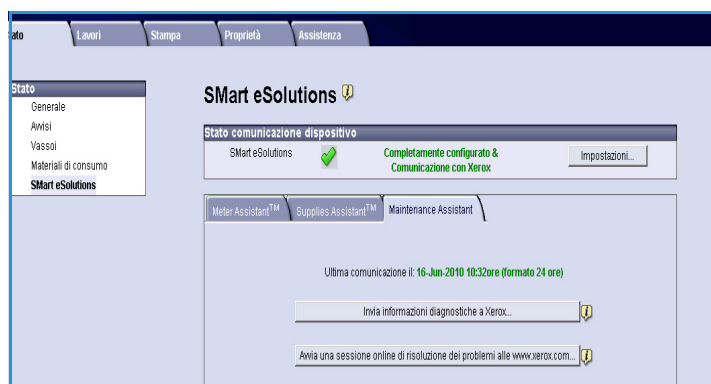 ato Lavori Stampa Proprietà Assistenza
Stato
Generale
Avvisi
Vassoi
Materiali di consumo
SMart eSolutions
SMart eSolutions
Stato comunicazione dispositivo
SMart eSolutions
Completamente configurato &
Comunicazione con Xerox
Impostazioni...
Meter Assistant™ Supplies Assistant™ Maintenance Assistant
Ultima comunicazione il: 16-Jun-2010 10:32ore (formato 24 ore)
Invia informazioni diagnostiche a Xerox...
Avvia una sessione online di risoluzione dei problemi alle www.xerox.com...